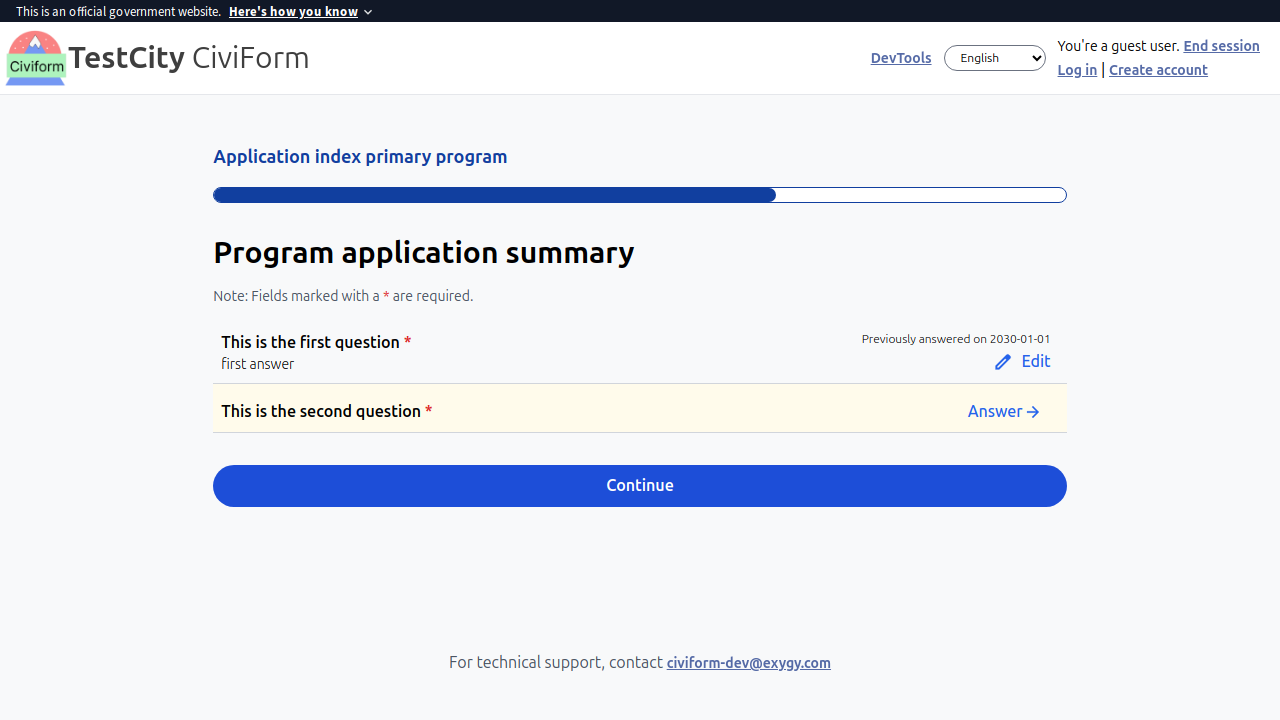 This is an official government website. Here's how you know
Civiform
TestCity CiviForm
DevTools
English
You're a guest user. End session
Log in | Create account
Application index primary program
Program application summary
Note: Fields marked with a * are required.
This is the first question *
Previously answered on 2030-01-01
first answer
Edit
This is the second question *
Answer
Continue
For technical support, contact civiform-dev@exygy.com